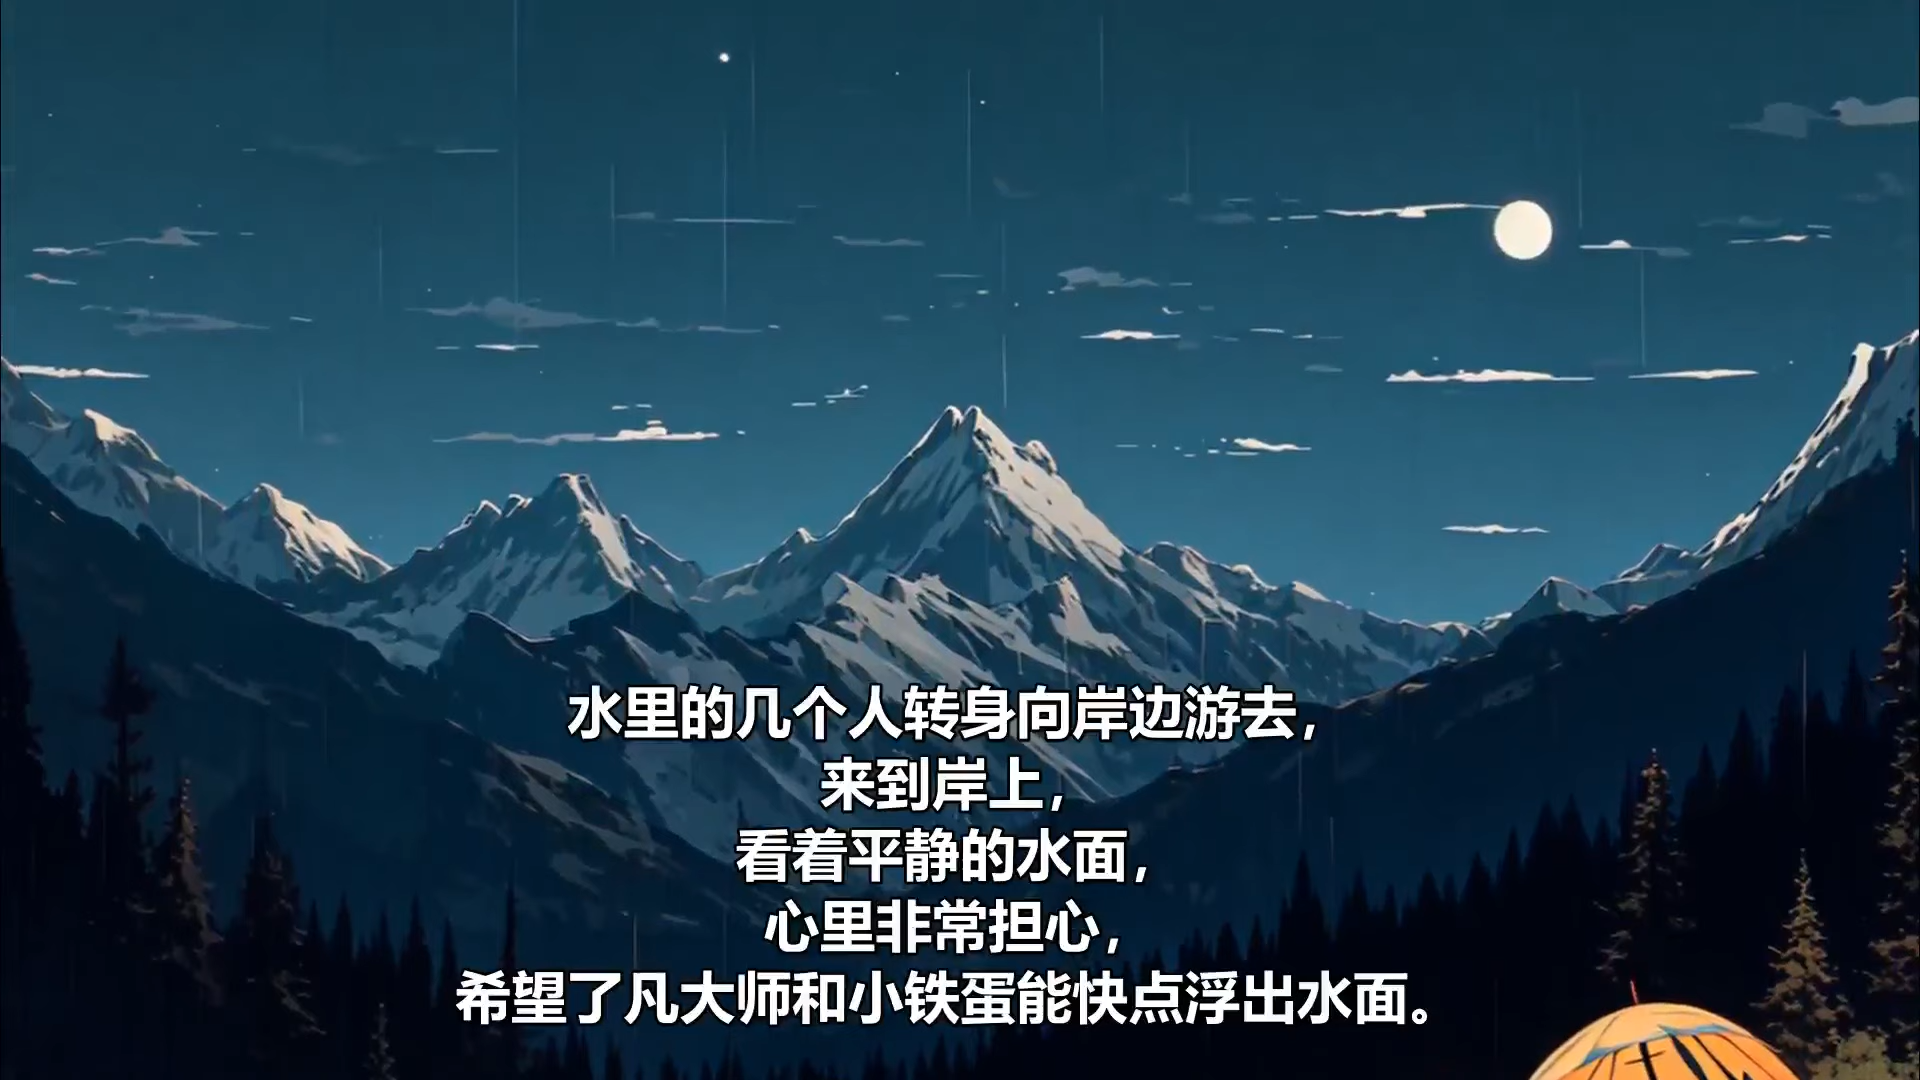 水里的几个人转身向岸边游去，
来到岸上，
看着平静的水面，
心里非常担心，
希望了凡大师和小铁蛋能快点浮出水面。